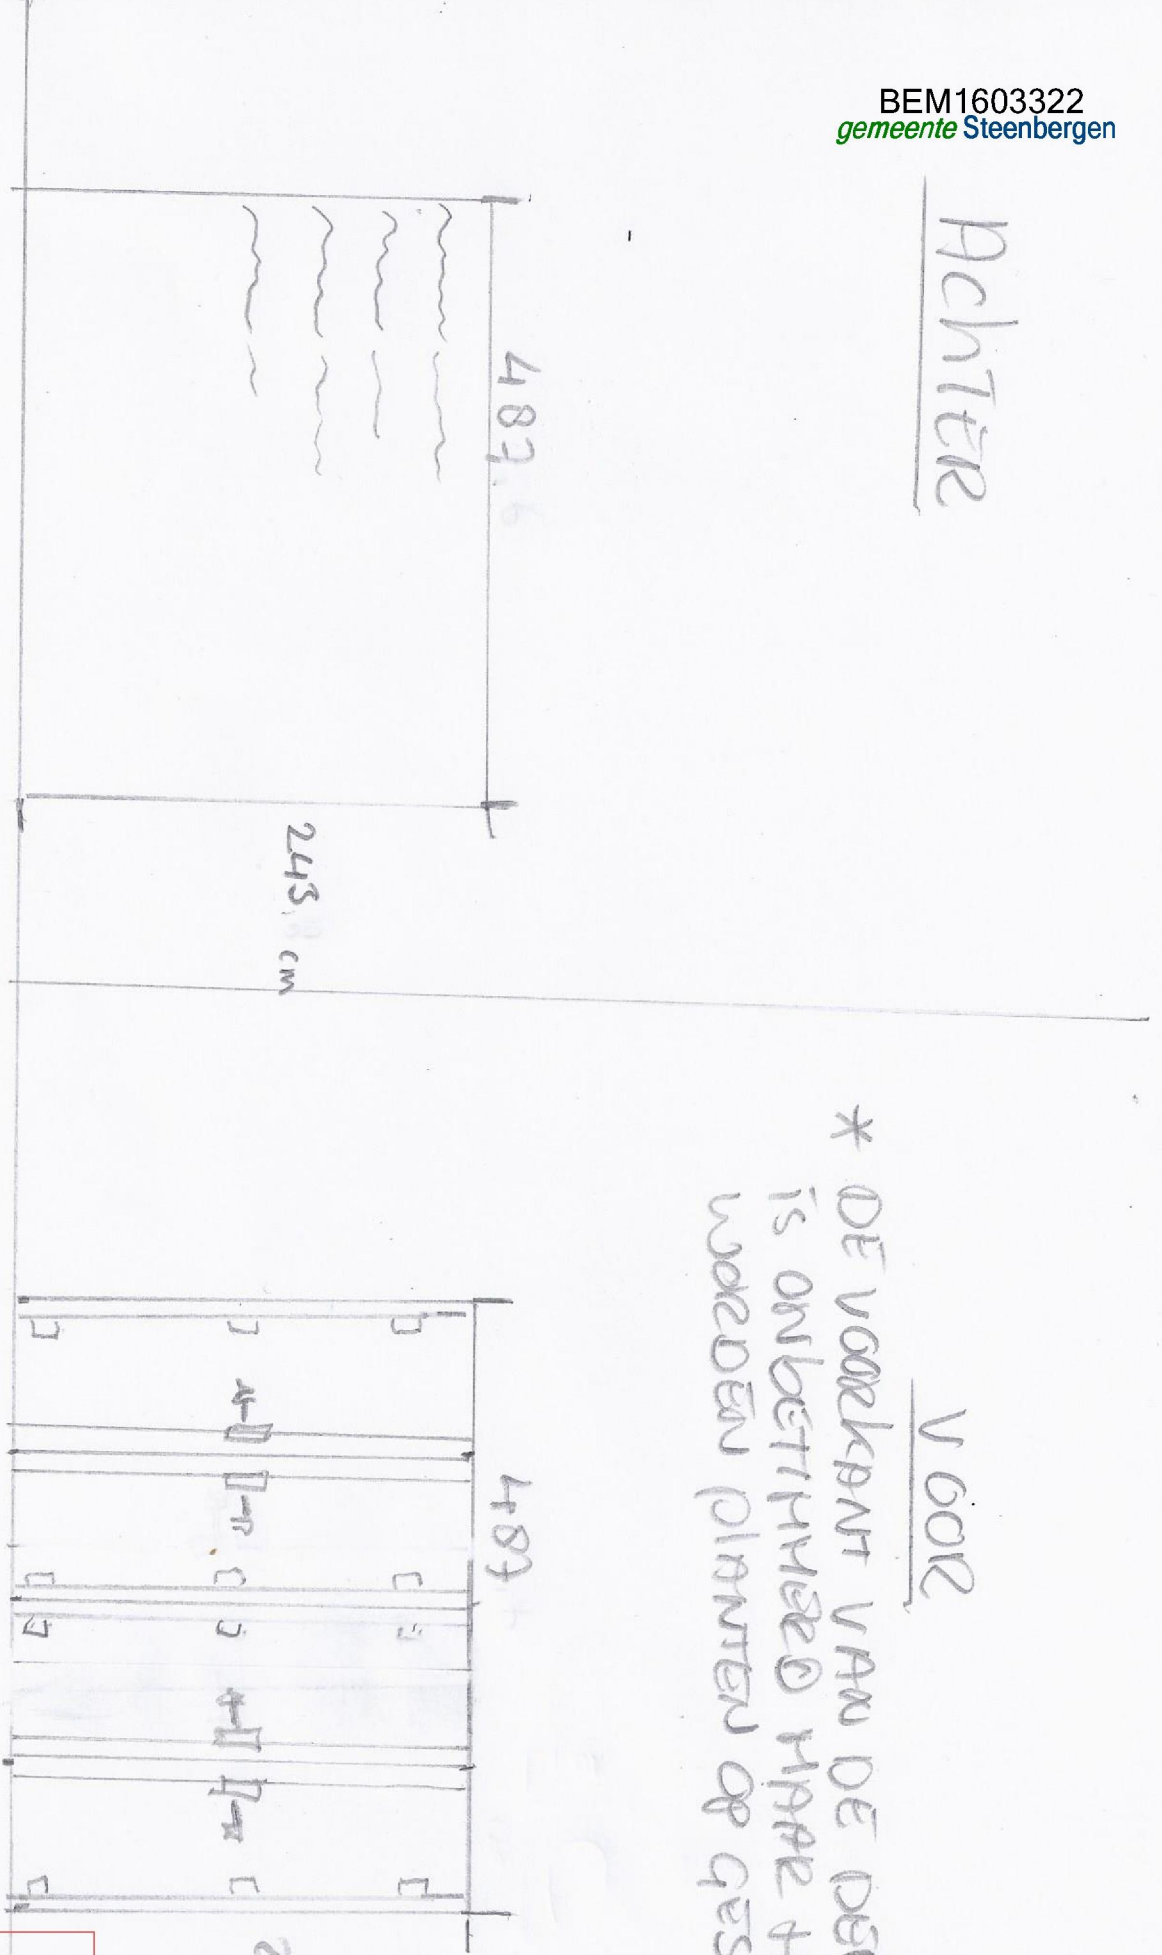 BEM1603322
gemeente Steenbergen
AChTER
487
243 cm
VOOR
* DE VOORKANT VAN DE
is ONbETIMMERD MAAR
WORDEN PLANTEN OP
487